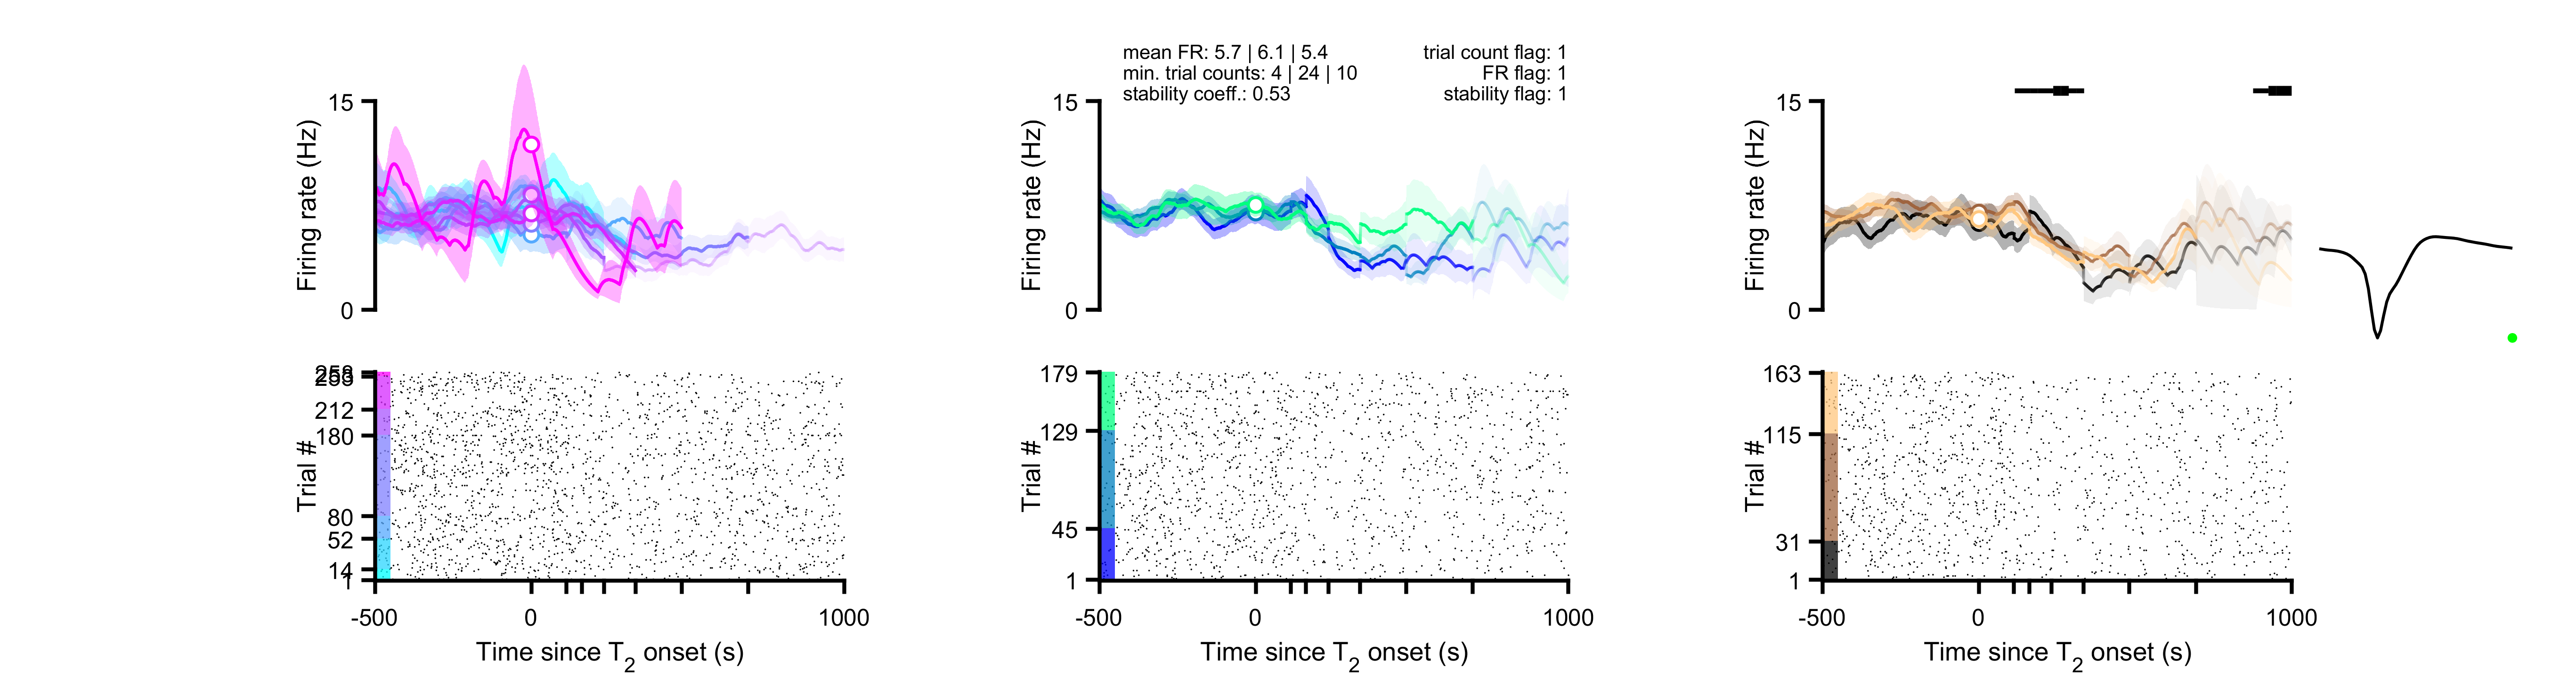 mean FR: 5.7 | 6.1 | 5.4
min. trial counts: 4 | 24 | 10
stability coeff.: 0.53
trial count flag: 1
FR flag: 1
stability flag: 1
Firing rate (Hz)
15
0
Firing rate (Hz)
15
0
Firing rate (Hz)
15
0
Trial #
212
180
80
52
14
1
-500
0
1000
Time since T2 onset (s)
Trial #
179
129
45
1
-500
0
1000
Time since T2 onset (s)
Trial #
163
115
31
1
-500
0
1000
Time since T2 onset (s)